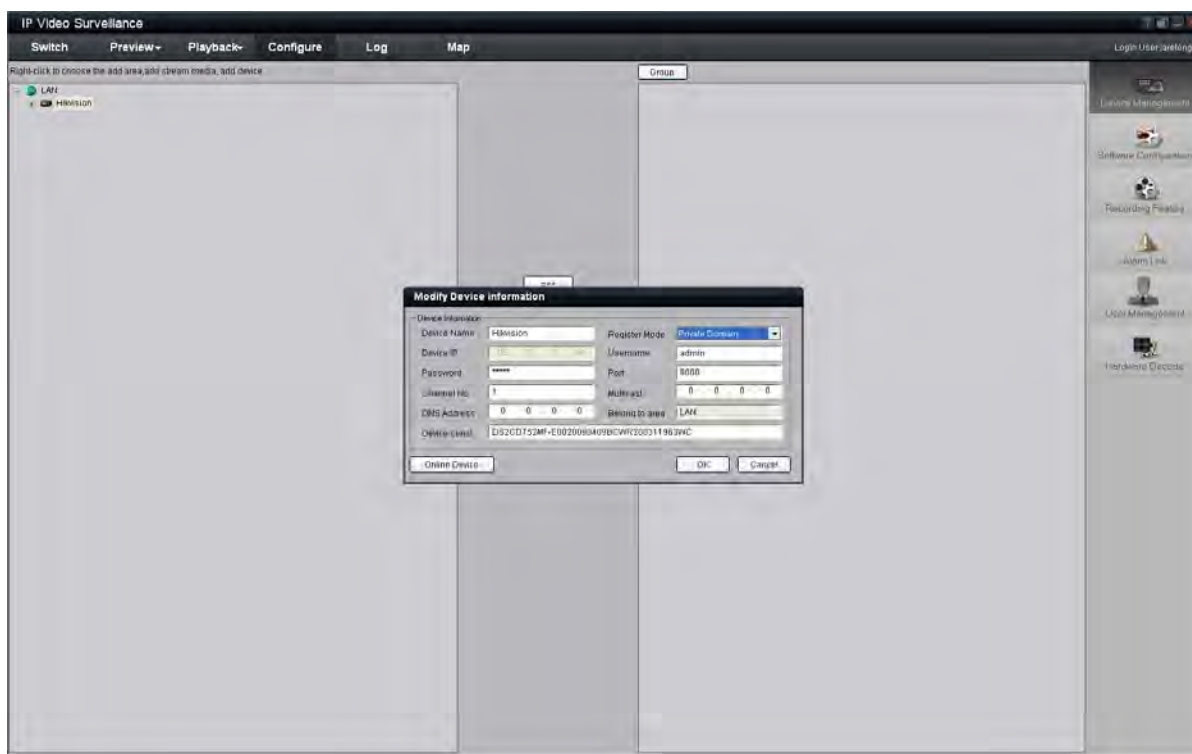 IP Video Surveillance
Switch Preview Playback Configure Log Map
Login User:
Right-click to choose the add area,add stream media, add device
Group
LAN
Hikvision
Device Management
Software Configuration
Recording Feature
Alarm Link
User Management
Hardware Decode
Modify Device information
Device Information
Device Name Hikvision Register Mode Private Domain
Device IP Username admin
Password ***** Port 8000
Channel No. 1 Multicast 0 . 0 . 0 . 0
DNS Address 0 . 0 . 0 . 0 Belong to area LAN
Device serial
Online Device OK Cancel